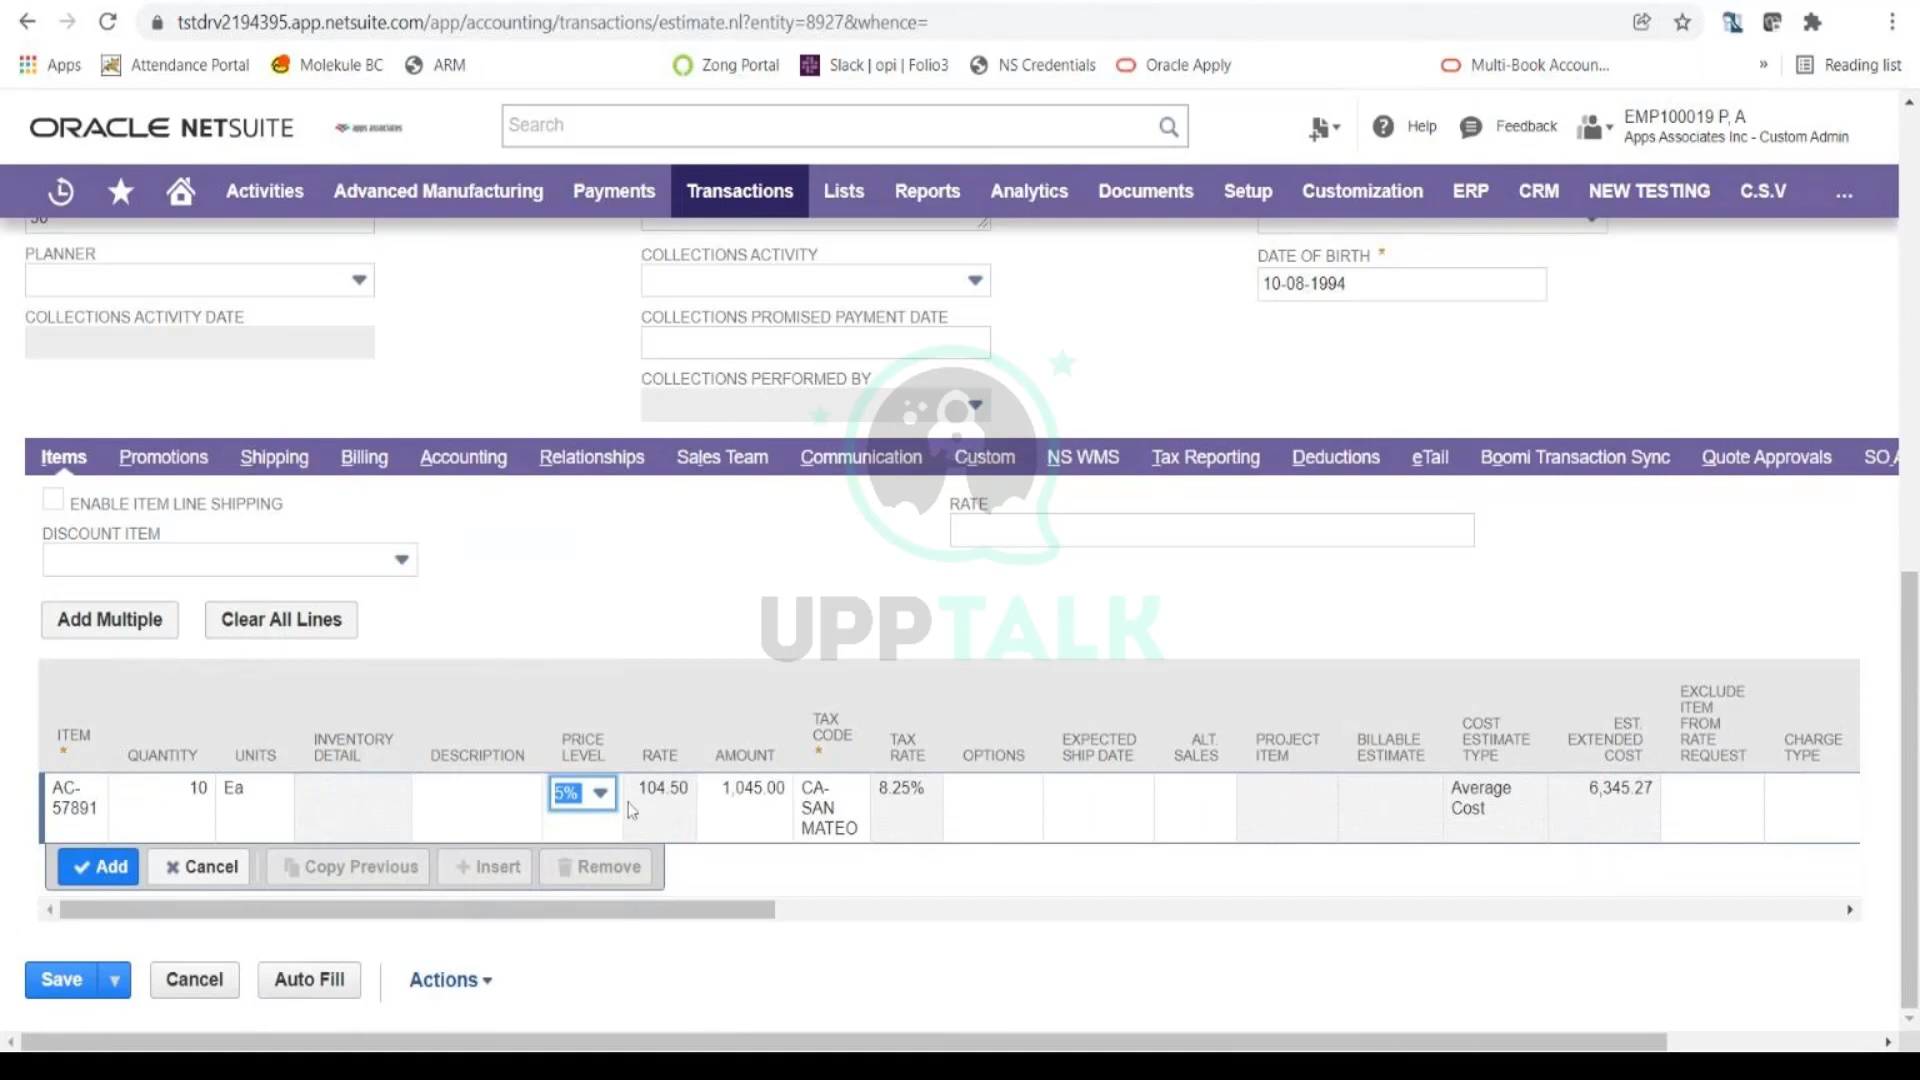 tstdrv2194395.app.netsuite.com/app/accounting/transactions/estimate.nl?entity=8927&whence=
Apps Attendance Portal Molekule BC ARM Zong Portal Slack | opi | Folio3 NS Credentials Oracle Apply Multi-Book Accoun... » Reading list
ORACLE NETSUITE apps associates Search Help Feedback EMP100019 P, A
Apps Associates Inc - Custom Admin
Activities Advanced Manufacturing Payments Transactions Lists Reports Analytics Documents Setup Customization ERP CRM NEW TESTING C.S.V ...
PLANNER COLLECTIONS ACTIVITY DATE OF BIRTH *
10-08-1994
COLLECTIONS ACTIVITY DATE COLLECTIONS PROMISED PAYMENT DATE
COLLECTIONS PERFORMED BY
Items Promotions Shipping Billing Accounting Relationships Sales Team Communication Custom NS WMS Tax Reporting Deductions eTail Boomi Transaction Sync Quote Approvals SO
ENABLE ITEM LINE SHIPPING RATE
DISCOUNT ITEM
Add Multiple Clear All Lines
UPPTALK
ITEM * QUANTITY UNITS INVENTORY DETAIL DESCRIPTION PRICE LEVEL RATE AMOUNT TAX CODE * TAX RATE OPTIONS EXPECTED SHIP DATE ALT. SALES PROJECT ITEM BILLABLE ESTIMATE COST ESTIMATE TYPE EST. EXTENDED COST EXCLUDE ITEM FROM RATE REQUEST CHARGE TYPE
AC-57891 10 Ea 5% 104.50 1,045.00 CA-SAN MATEO 8.25% Average Cost 6,345.27
Add Cancel Copy Previous + Insert Remove
Save Cancel Auto Fill Actions